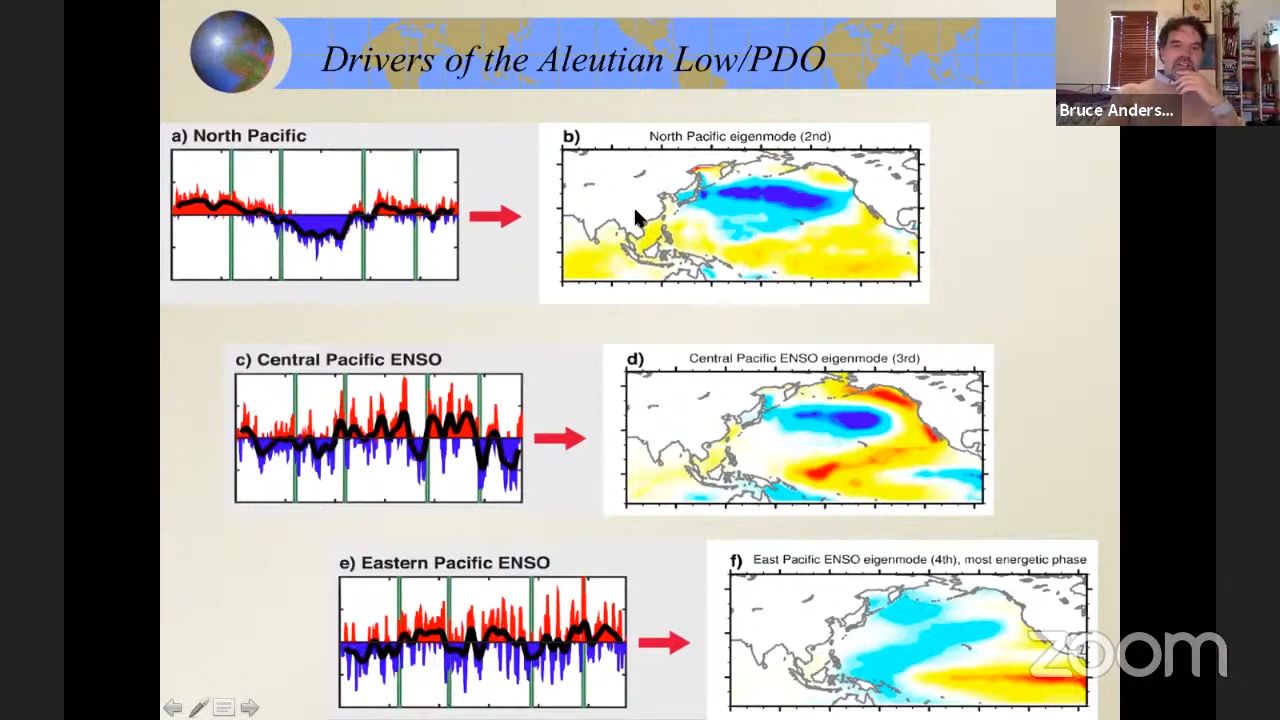 Drivers of the Aleutian Low/PDO
Bruce Anders...
a) North Pacific
b) North Pacific eigenmode (2nd)
c) Central Pacific ENSO
d) Central Pacific ENSO eigenmode (3rd)
e) Eastern Pacific ENSO
f) East Pacific ENSO eigenmode (4th), most energetic phase
zoom